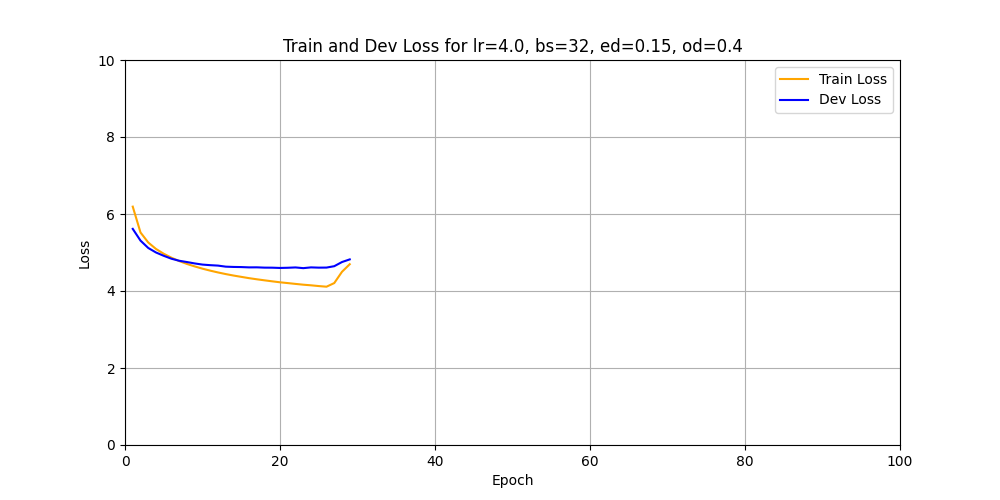 Train and Dev Loss for lr=4.0, bs=32, ed=0.15, od=0.4
Train Loss
Dev Loss
10
8
6
4
2
0
Loss
0 20 40 60 80 100
Epoch